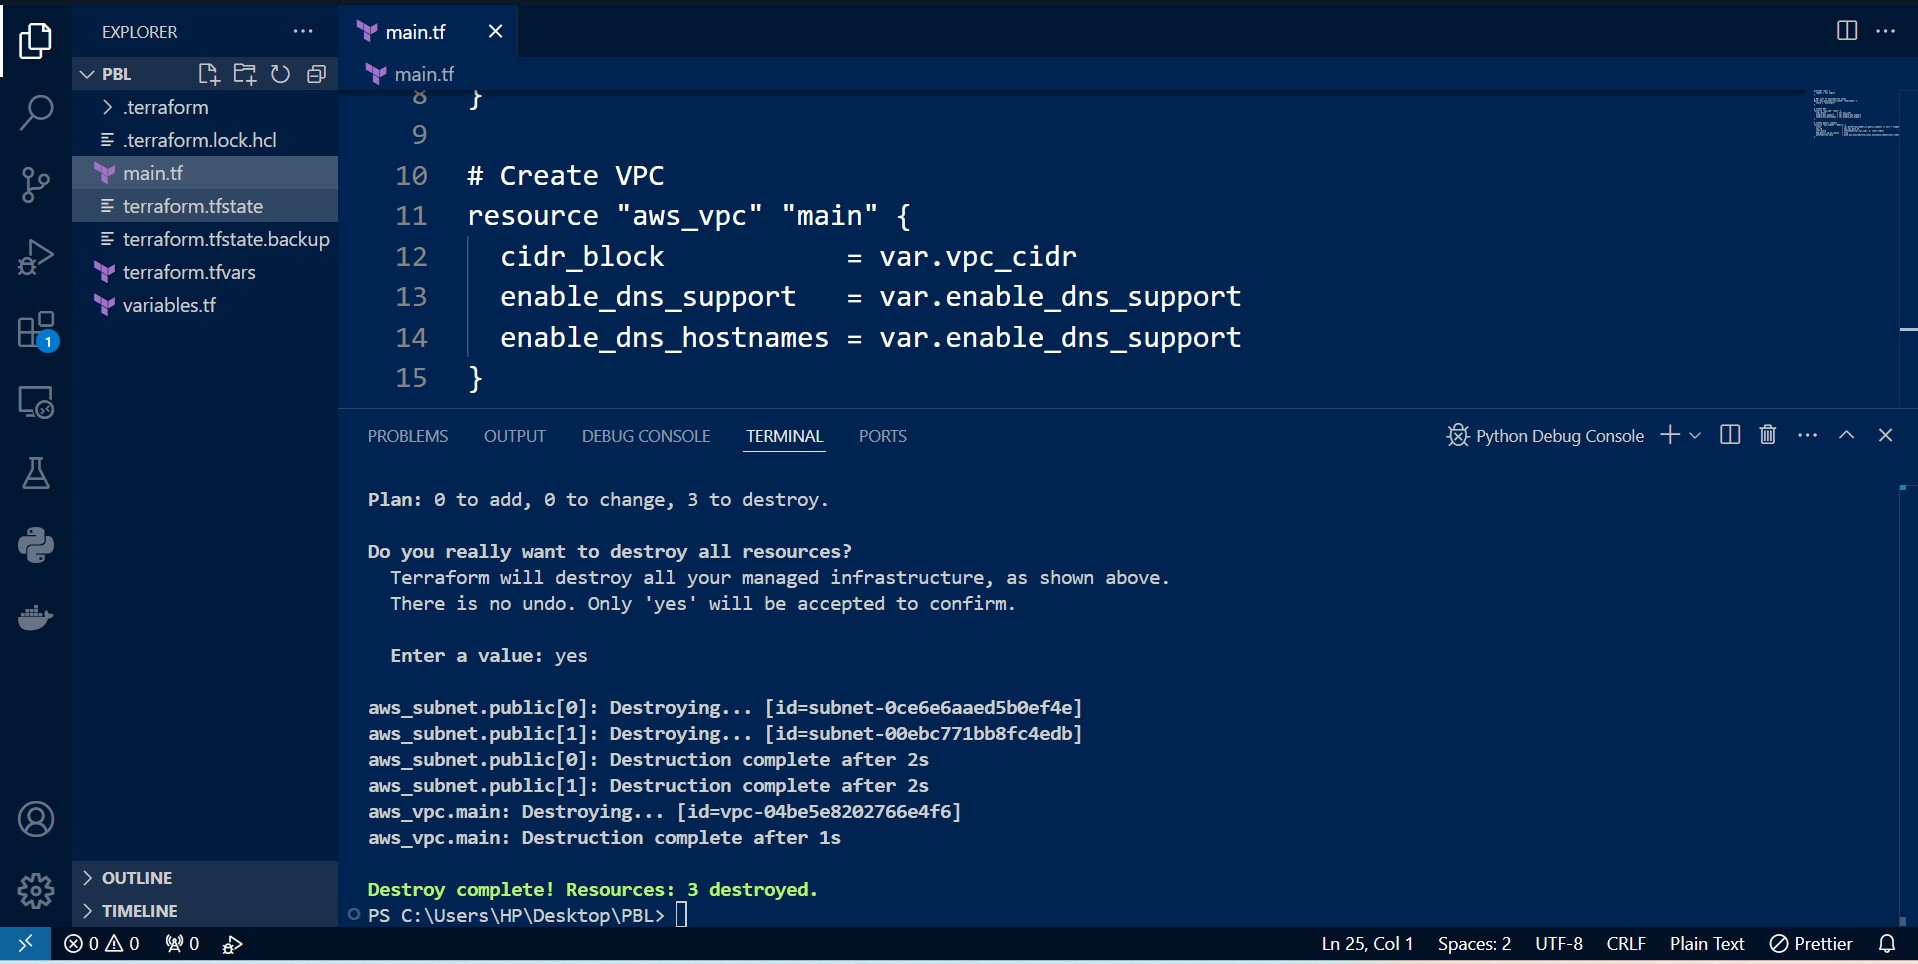 EXPLORER
PBL
.terraform
.terraform.lock.hcl
main.tf
terraform.tfstate
terraform.tfstate.backup
terraform.tfvars
variables.tf
1
OUTLINE
TIMELINE
main.tf
main.tf
8 }
9
10 # Create VPC
11 resource "aws_vpc" "main" {
12 cidr_block = var.vpc_cidr
13 enable_dns_support = var.enable_dns_support
14 enable_dns_hostnames = var.enable_dns_support
15 }
PROBLEMS OUTPUT DEBUG CONSOLE TERMINAL PORTS Python Debug Console
Plan: 0 to add, 0 to change, 3 to destroy.
Do you really want to destroy all resources?
Terraform will destroy all your managed infrastructure, as shown above.
There is no undo. Only 'yes' will be accepted to confirm.
Enter a value: yes
aws_subnet.public[0]: Destroying... [id=subnet-0ce6e6aaed5b0ef4e]
aws_subnet.public[1]: Destroying... [id=subnet-00ebc771bb8fc4edb]
aws_subnet.public[0]: Destruction complete after 2s
aws_subnet.public[1]: Destruction complete after 2s
aws_vpc.main: Destroying... [id=vpc-04be5e8202766e4f6]
aws_vpc.main: Destruction complete after 1s
Destroy complete! Resources: 3 destroyed.
PS C:\Users\HP\Desktop\PBL>
0 0 0 Ln 25, Col 1 Spaces: 2 UTF-8 CRLF Plain Text Prettier